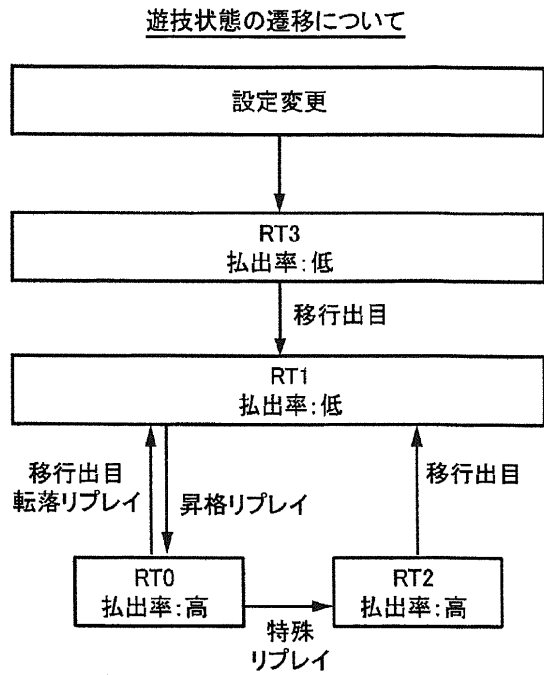 遊技状態の遷移について
設定変更
RT3
払出率:低
移行出目
RT1
払出率:低
移行出目
転落リプレイ
昇格リプレイ
移行出目
RT0
払出率:高
RT2
払出率:高
特殊
リプレイ